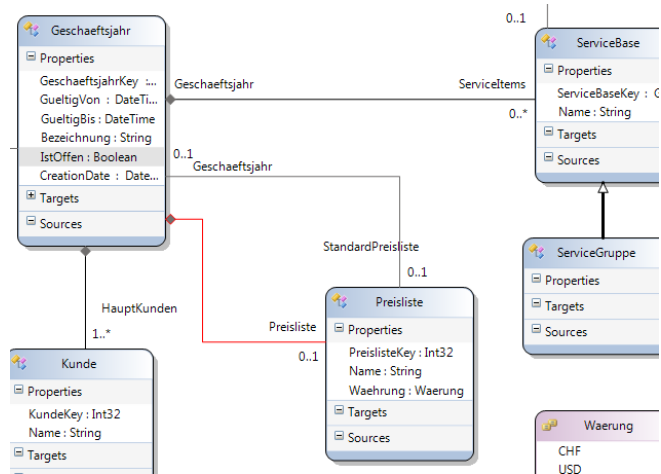 Geschaeftsjahr
Properties
GeschaeftsjahrKey :...
GueltigVon : DateTi...
GueltigBis : DateTime
Bezeichnung : String
IstOffen : Boolean
CreationDate : Date...
Targets
Sources
Geschaeftsjahr
ServiceItems
0..*
0..1
ServiceBase
Properties
ServiceBaseKey : G
Name : String
Targets
Sources
0..1
Geschaeftsjahr
StandardPreisliste
0..1
ServiceGruppe
Properties
Targets
Sources
HauptKunden
1..*
Preisliste
0..1
Preisliste
Properties
PreislisteKey : Int32
Name : String
Waehrung : Waerung
Targets
Sources
Kunde
Properties
KundeKey : Int32
Name : String
Targets
Waerung
CHF
USD